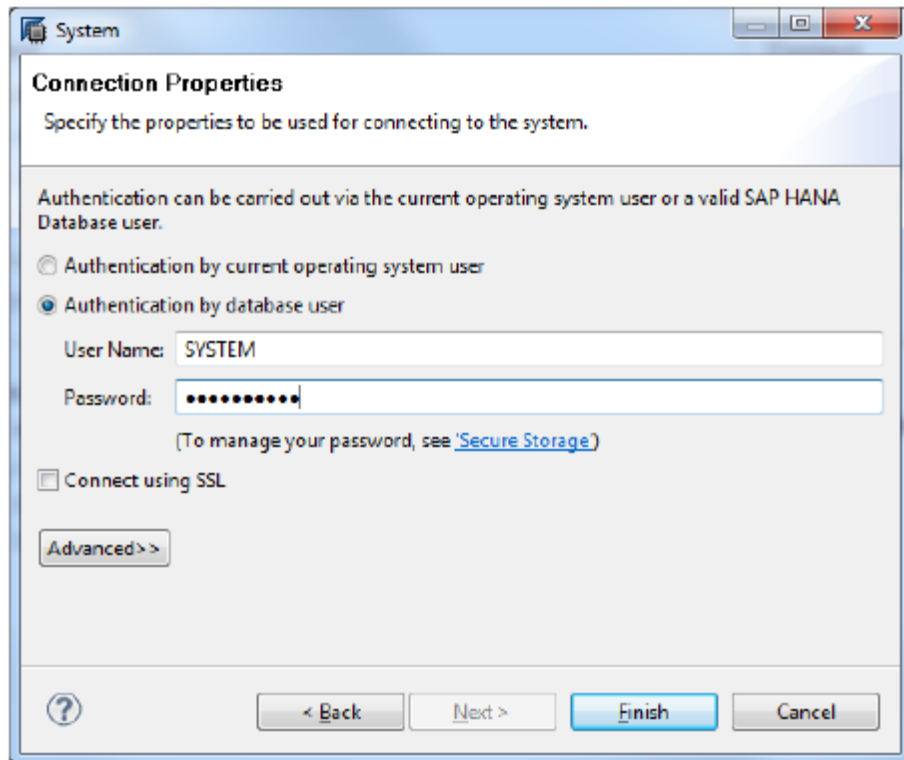 System
Connection Properties
Specify the properties to be used for connecting to the system.
Authentication can be carried out via the current operating system user or a valid SAP HANA
Database user.
Authentication by current operating system user
Authentication by database user
User Name: SYSTEM
Password: ●●●●●●●●●●
(To manage your password, see 'Secure Storage')
Connect using SSL
Advanced>>
< Back Next > Finish Cancel